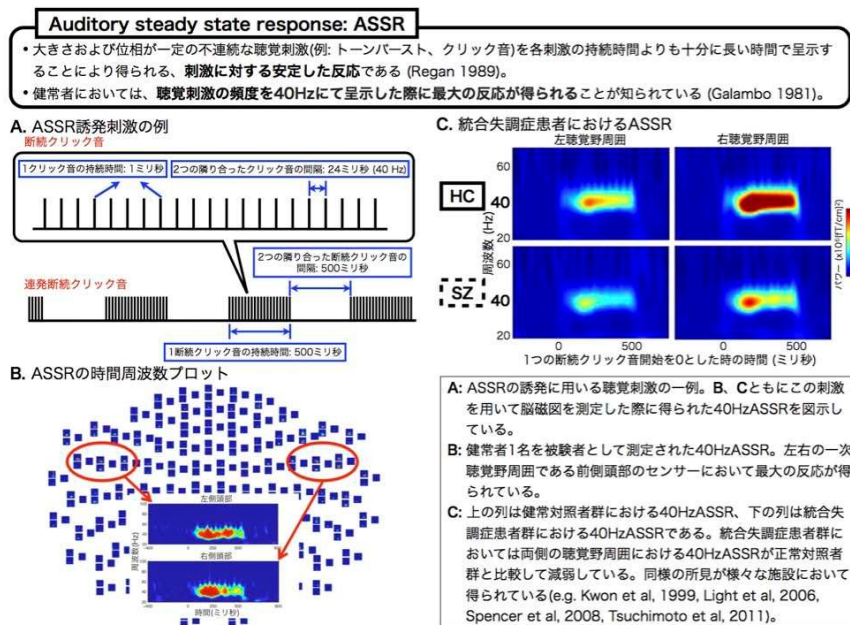 Auditory steady state response: ASSR
• 大きさおよび位相が一定の不連続な聴覚刺激(例: トーンバースト、クリック音)を各刺激の持続時間よりも十分に長い時間で呈示す
ることにより得られる、刺激に対する安定した反応である (Regan 1989)。
• 健常者においては、聴覚刺激の頻度を40Hzにて呈示した際に最大の反応が得られることが知られている (Galambo 1981)。
A. ASSR誘発刺激の例
断続クリック音
1クリック音の持続時間: 1ミリ秒
2つの隣り合ったクリック音の間隔: 24ミリ秒 (40 Hz)
2つの隣り合った断続クリック音の
間隔: 500ミリ秒
連発断続クリック音
1断続クリック音の持続時間: 500ミリ秒
B. ASSRの時間周波数プロット
左側頭部
右側頭部
周波数(Hz)
時間(ミリ秒)
C. 統合失調症患者におけるASSR
左聴覚野周囲
右聴覚野周囲
HC
SZ
60
40
20
60
40
20
周波数 (Hz)
0
500
0
500
1つの断続クリック音開始を0とした時の時間 (ミリ秒)
A: ASSRの誘発に用いる聴覚刺激の一例。B、Cともにこの刺激
を用いて脳磁図を測定した際に得られた40HzASSRを図示し
ている。
B: 健常者1名を被験者として測定された40HzASSR。左右の一次
聴覚野周囲である前側頭部のセンサーにおいて最大の反応が得
られている。
C: 上の列は健常対照者群における40HzASSR、下の列は統合失
調症患者群における40HzASSRである。統合失調症患者群に
おいては両側の聴覚野周囲における40HzASSRが正常対照者
群と比較して減弱している。同様の所見が様々な施設において
得られている(e.g. Kwon et al, 1999, Light et al, 2006,
Spencer et al, 2008, Tsuchimoto et al, 2011)。